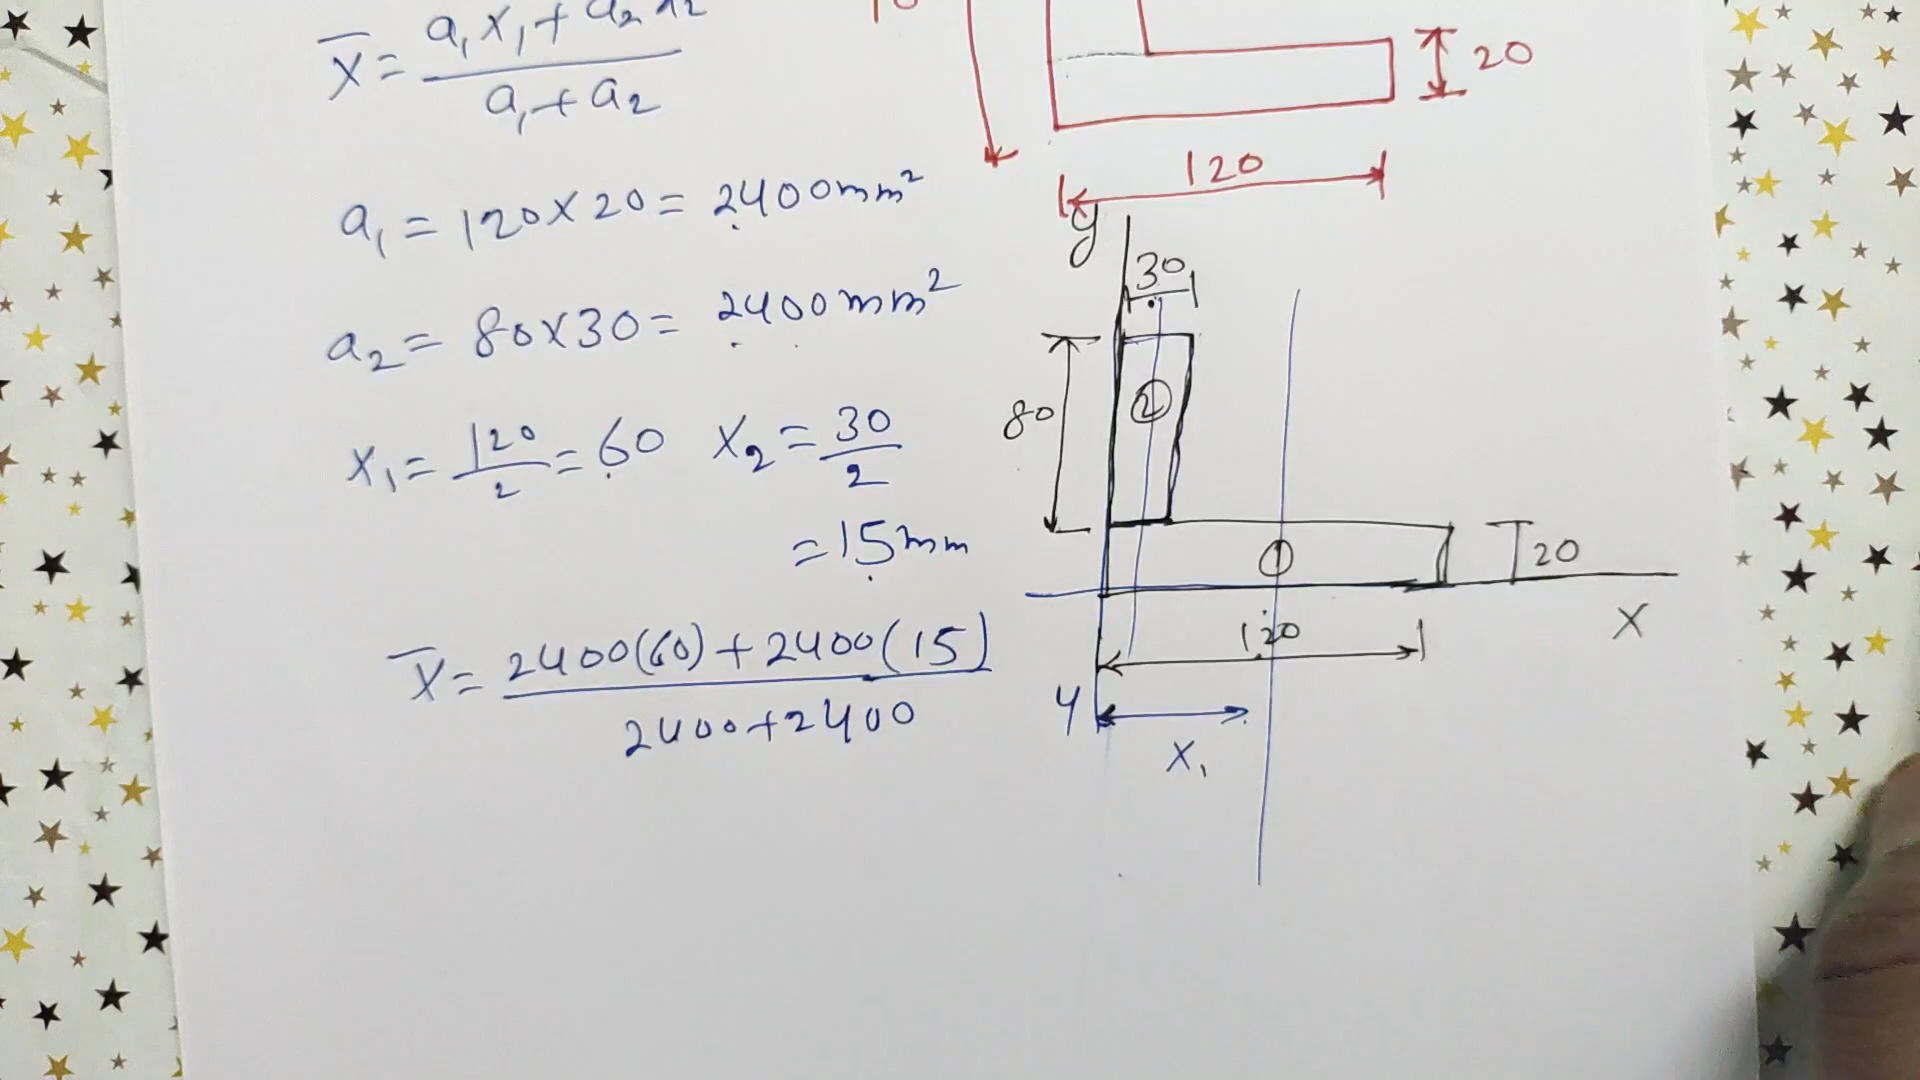 x̄ = a₁x₁ + a₂x₂ / a₁ + a₂
20
120
a₁ = 120 × 20 = 2400 mm²
a₂ = 80 × 30 = 2400 mm²
x₁ = 120/2 = 60 x₂ = 30/2
= 15 mm
x̄ = 2400(60) + 2400(15) / 2400 + 2400
y
30
80
2
1
20
120
x
y
x₁